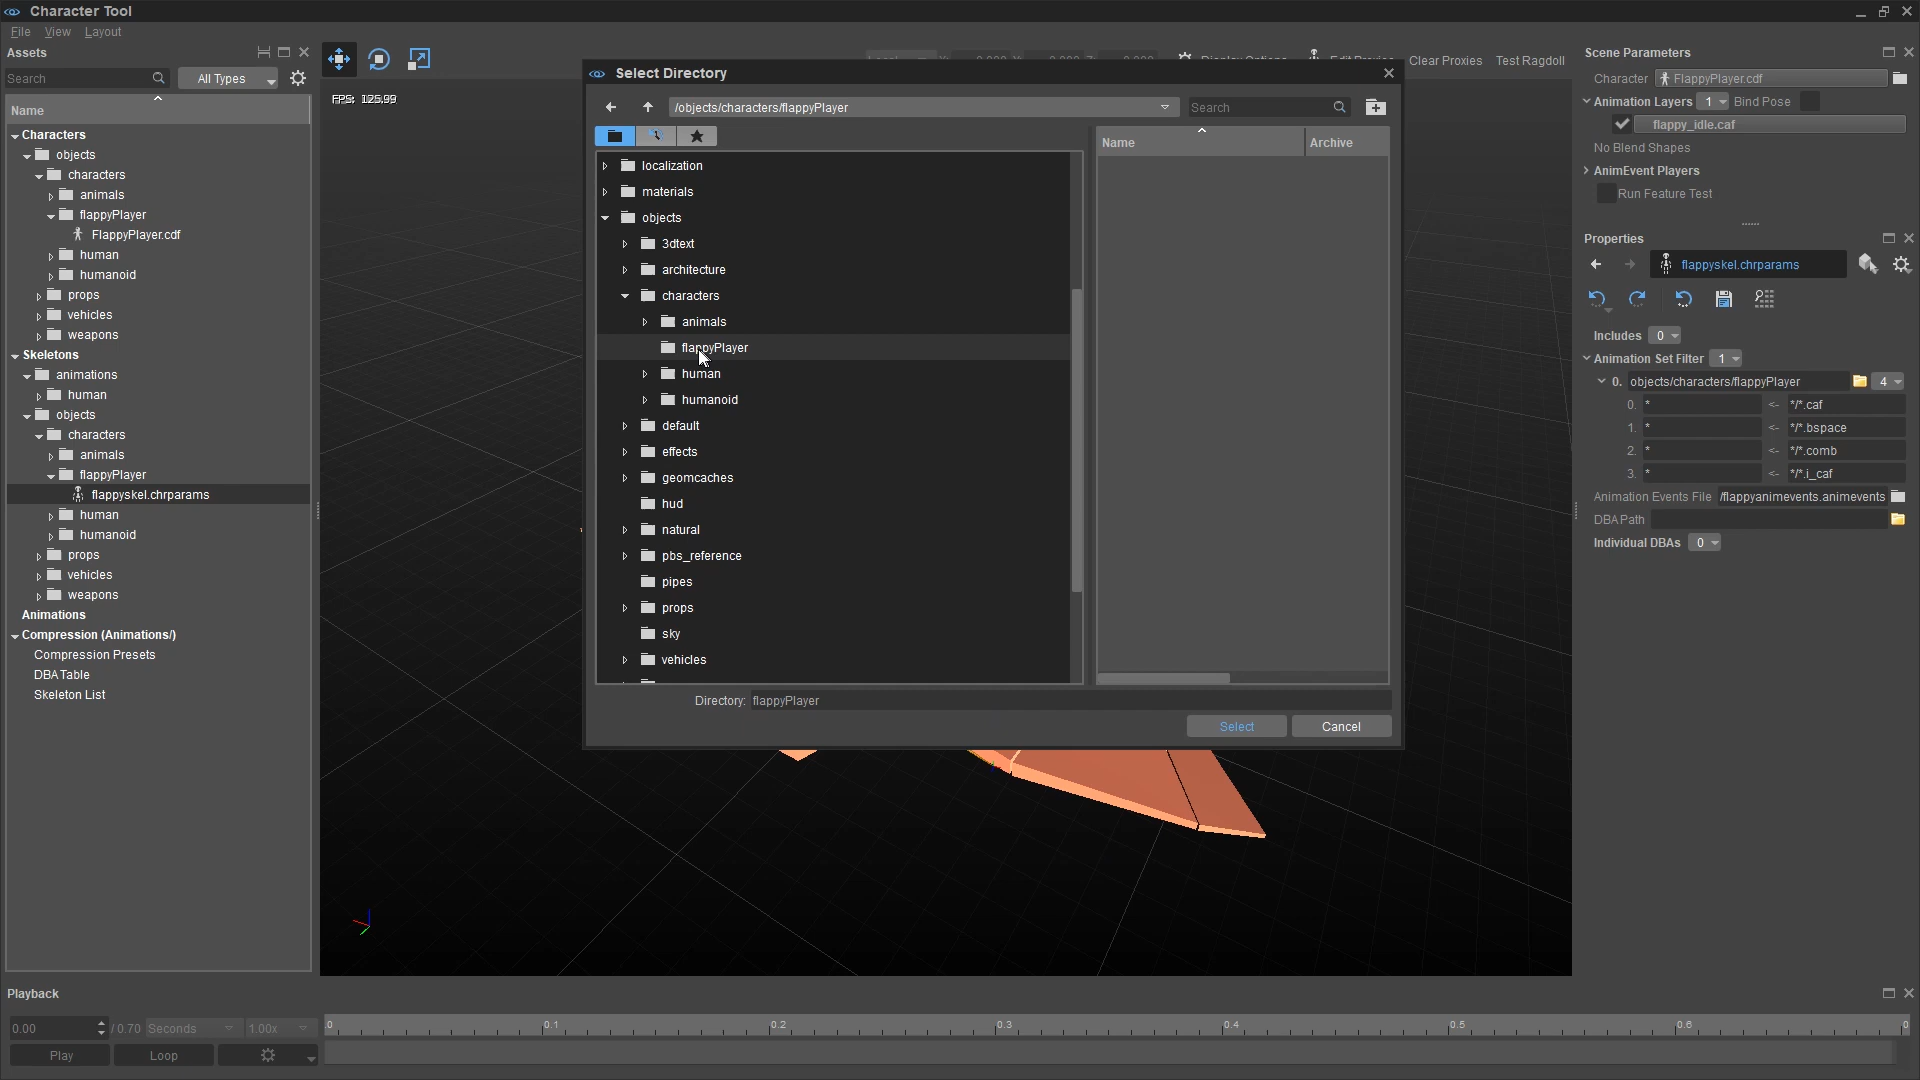 Character Tool
File View Layout
Assets
Search All Types
Name
Characters
objects
characters
animals
flappyPlayer
FlappyPlayer.cdf
human
humanoid
props
vehicles
weapons
Skeletons
animations
human
objects
characters
animals
flappyPlayer
flappyskel.chrparams
human
humanoid
props
vehicles
weapons
Animations
Compression (Animations/)
Compression Presets
DBA Table
Skeleton List
FPS: 125.99
Clear Proxies Test Ragdoll
Select Directory
/objects/characters/flappyPlayer Search
Name Archive
localization
materials
objects
3dtext
architecture
characters
animals
flappyPlayer
human
humanoid
default
effects
geomcaches
hud
natural
pbs_reference
pipes
props
sky
vehicles
Directory: flappyPlayer
Select Cancel
Scene Parameters
Character FlappyPlayer.cdf
Animation Layers 1 Bind Pose
flappy_idle.caf
No Blend Shapes
AnimEvent Players
Run Feature Test
Properties
flappyskel.chrparams
Includes 0
Animation Set Filter 1
0. objects/characters/flappyPlayer 4
0. * <- */*.caf
1. * <- */*.bspace
2. * <- */*.comb
3. * <- */*.i_caf
Animation Events File /flappyanimevents.animevents
DBA Path
Individual DBAs 0
Playback
0.00 / 0.70 Seconds 1.00x
0 0.1 0.2 0.3 0.4 0.5 0.6 0
Play Loop